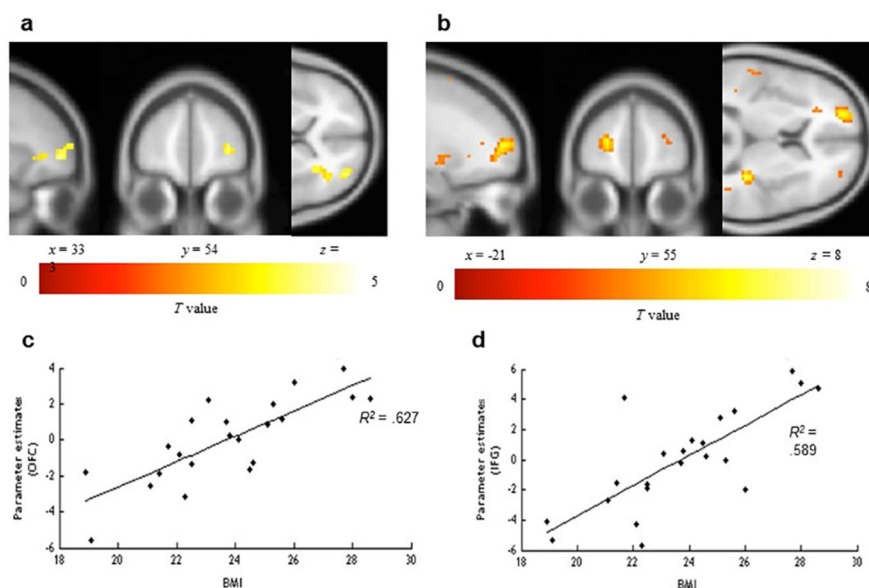 a
b
x = 33 y = 54 z =
3
x = -21 y = 55 z = 8
0 5
T value
0 8
T value
c
d
Parameter estimates
(OFC)
4
2
0
-2
-4
-6
R² = .627
18 20 22 24 26 28 30
BMI
Parameter estimates
(IFG)
6
4
2
0
-2
-4
-6
R² =
.589
18 20 22 24 26 28 30
BMI